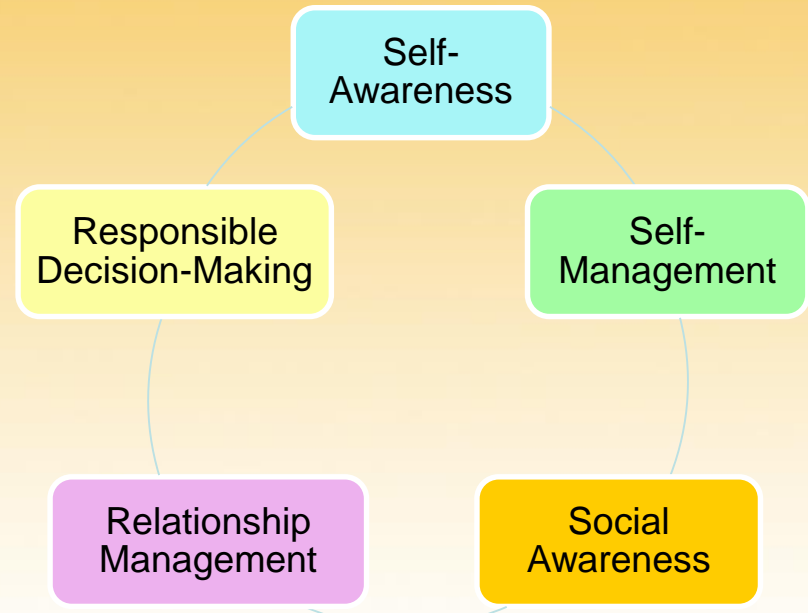 Self-
Awareness
Responsible
Decision-Making
Self-
Management
Relationship
Management
Social
Awareness